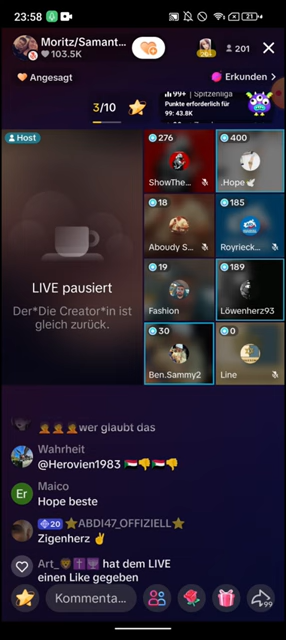 23:58
21
Moritz/Samant...
103.5K
201
Angesagt
Erkunden >
3/10
99+ | Spitzenliga
Punkte erforderlich für
99: 43.8K
Host
LIVE pausiert
Der*Die Creator*in ist
gleich zurück.
276
ShowThe...
400
.Hope🕊
18
Aboudy S...
185
Royrieck...
19
Fashion
189
Löwenherz93
30
Ben.Sammy2
0
Line
🤦🤦🤦wer glaubt das
Wahrheit
@Herovien1983 🇸🇩👎🇸🇩👎
Er
Maico
Hope beste
20 ⭐ABDI47_OFFIZIELL⭐
Zigenherz ✌
Art_🦁✝️🕎 hat dem LIVE
einen Like gegeben
Kommenta...
99